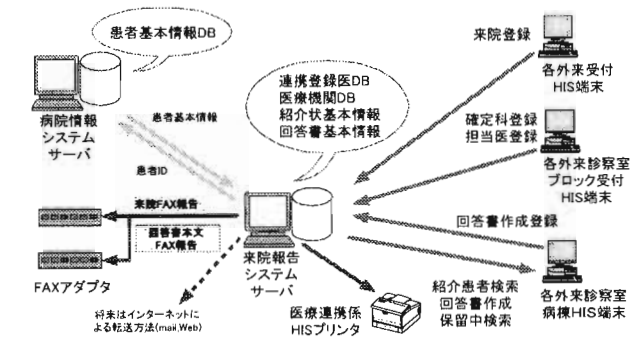 患者基本情報DB
病院情報
システム
サーバ
患者基本情報
患者ID
連携登録医DB
医療機関DB
紹介状基本情報
回答書基本情報
来院登録
各外来受付
HIS端末
確定科登録
担当医登録
各外来診察室
ブロック受付
HIS端末
来院FAX報告
回答書本文
FAX報告
FAXアダプタ
来院報告
システム
サーバ
回答書作成登録
各外来診察室
病棟HIS端末
紹介患者検索
回答書作成
保留中検索
医療連携係
HISプリンタ
将来はインターネットに
よる転送方法(mail,Web)